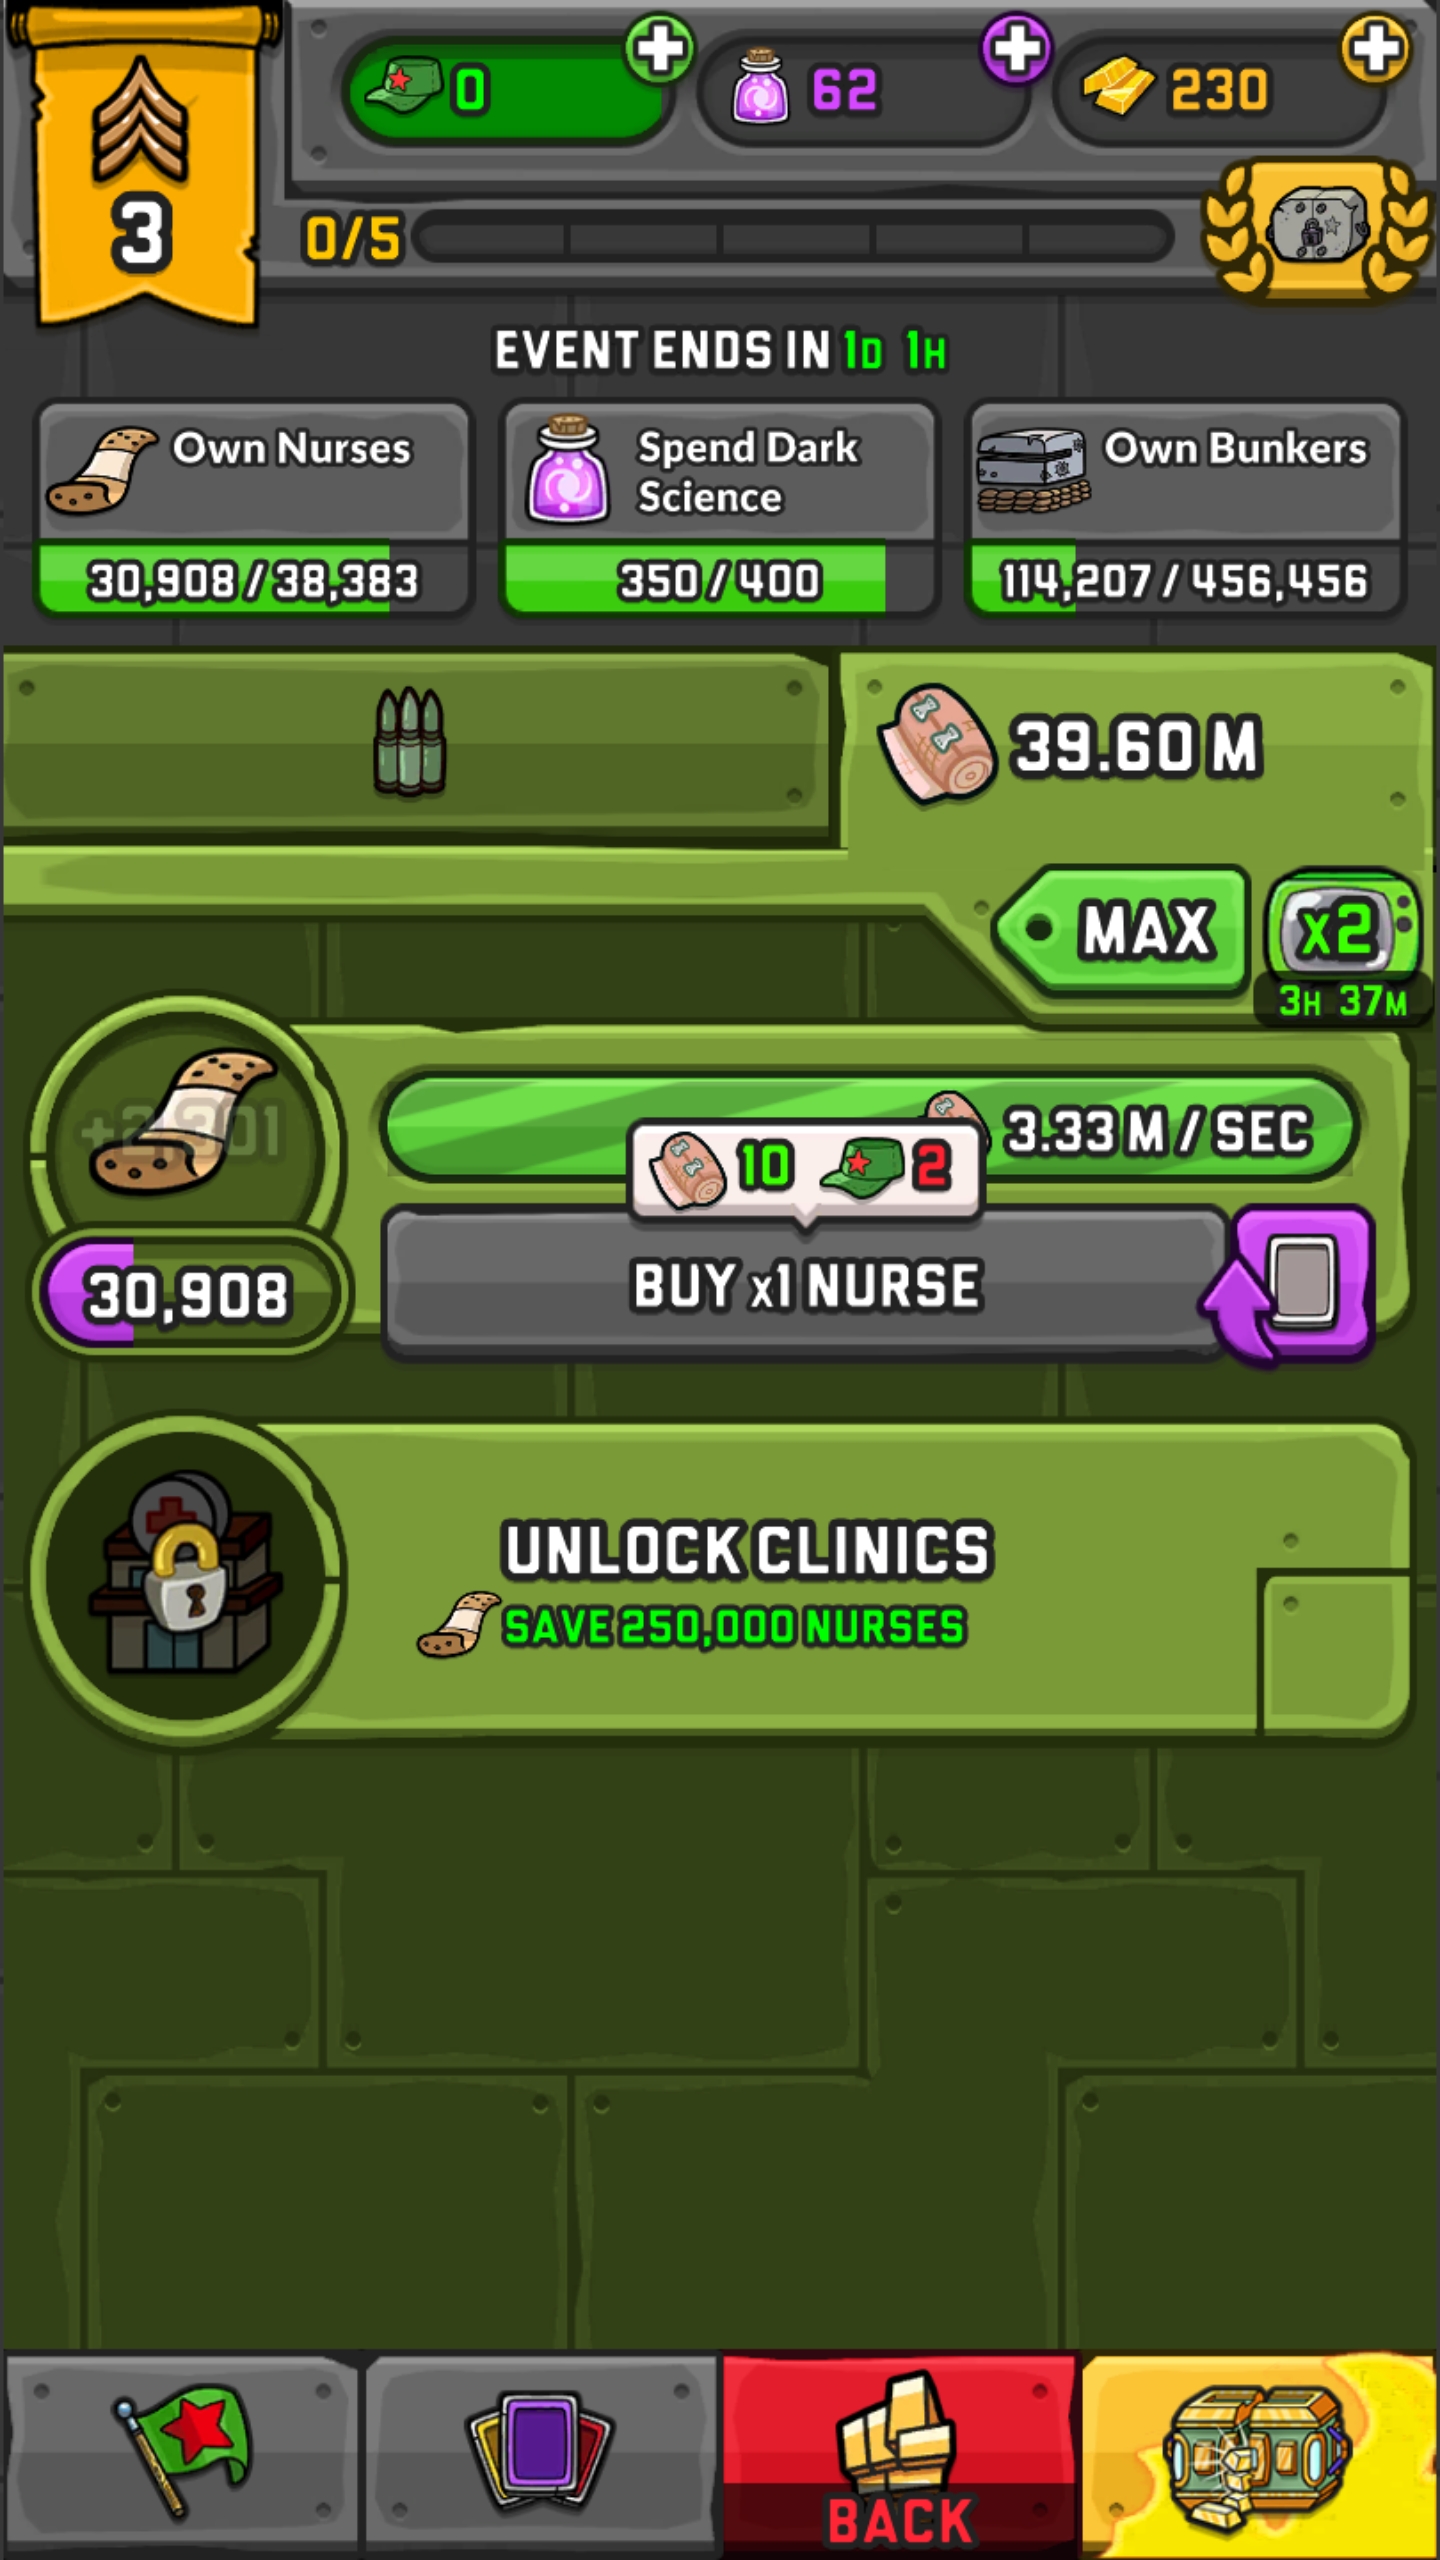 0
62
230
3
0/5
EVENT ENDS IN 1D 1H
Own Nurses
30,908/38,383
Spend Dark
Science
350/400
Own Bunkers
114,207/456,456
39.60 M
MAX
x2
3H 37M
+2,301
3.33 M / SEC
10
2
30,908
BUY x1 NURSE
UNLOCK CLINICS
SAVE 250,000 NURSES
BACK